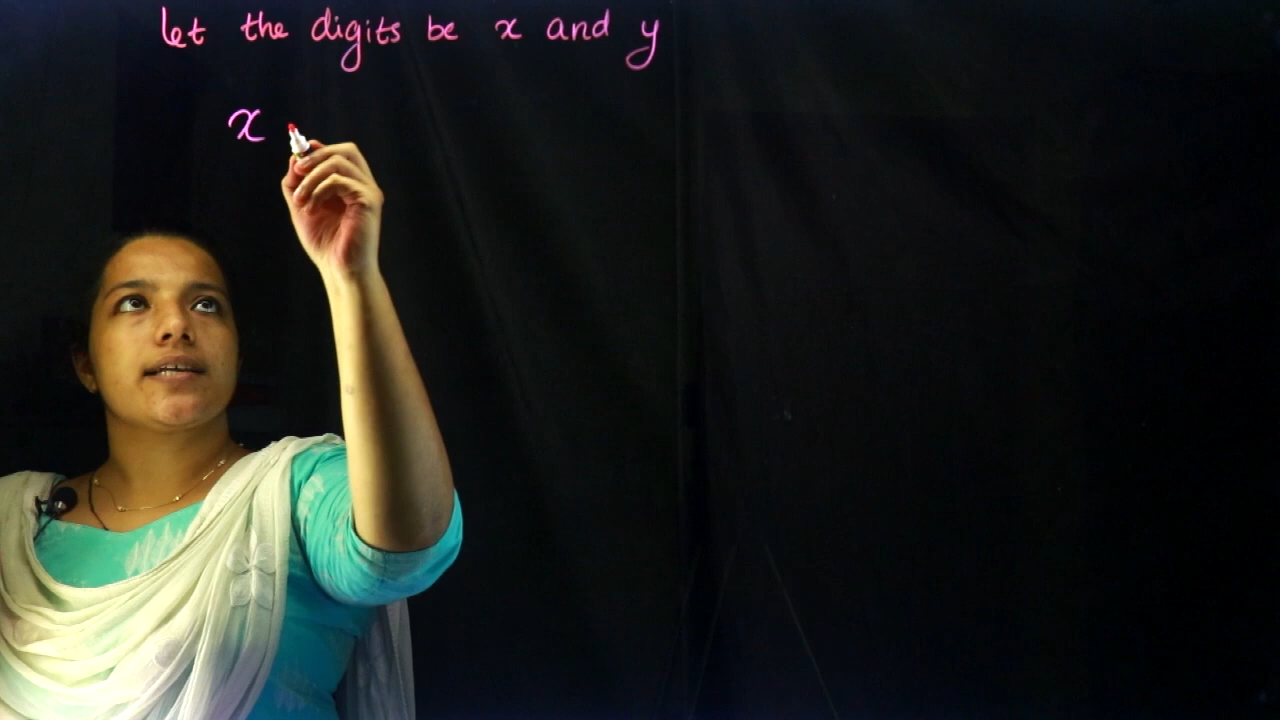 let the digits be x and y
x